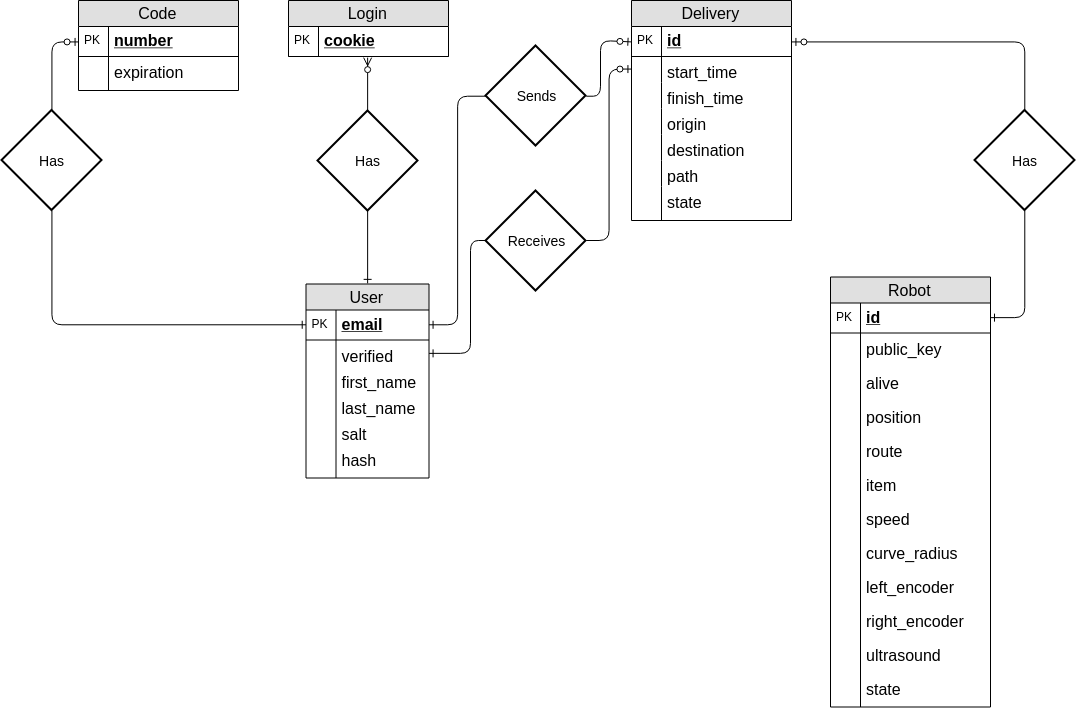 Code
PK number
expiration
Login
PK cookie
Delivery
PK id
start_time
finish_time
origin
destination
path
state
Has
Has
Sends
Receives
Has
User
PK email
verified
first_name
last_name
salt
hash
Robot
PK id
public_key
alive
position
route
item
speed
curve_radius
left_encoder
right_encoder
ultrasound
state